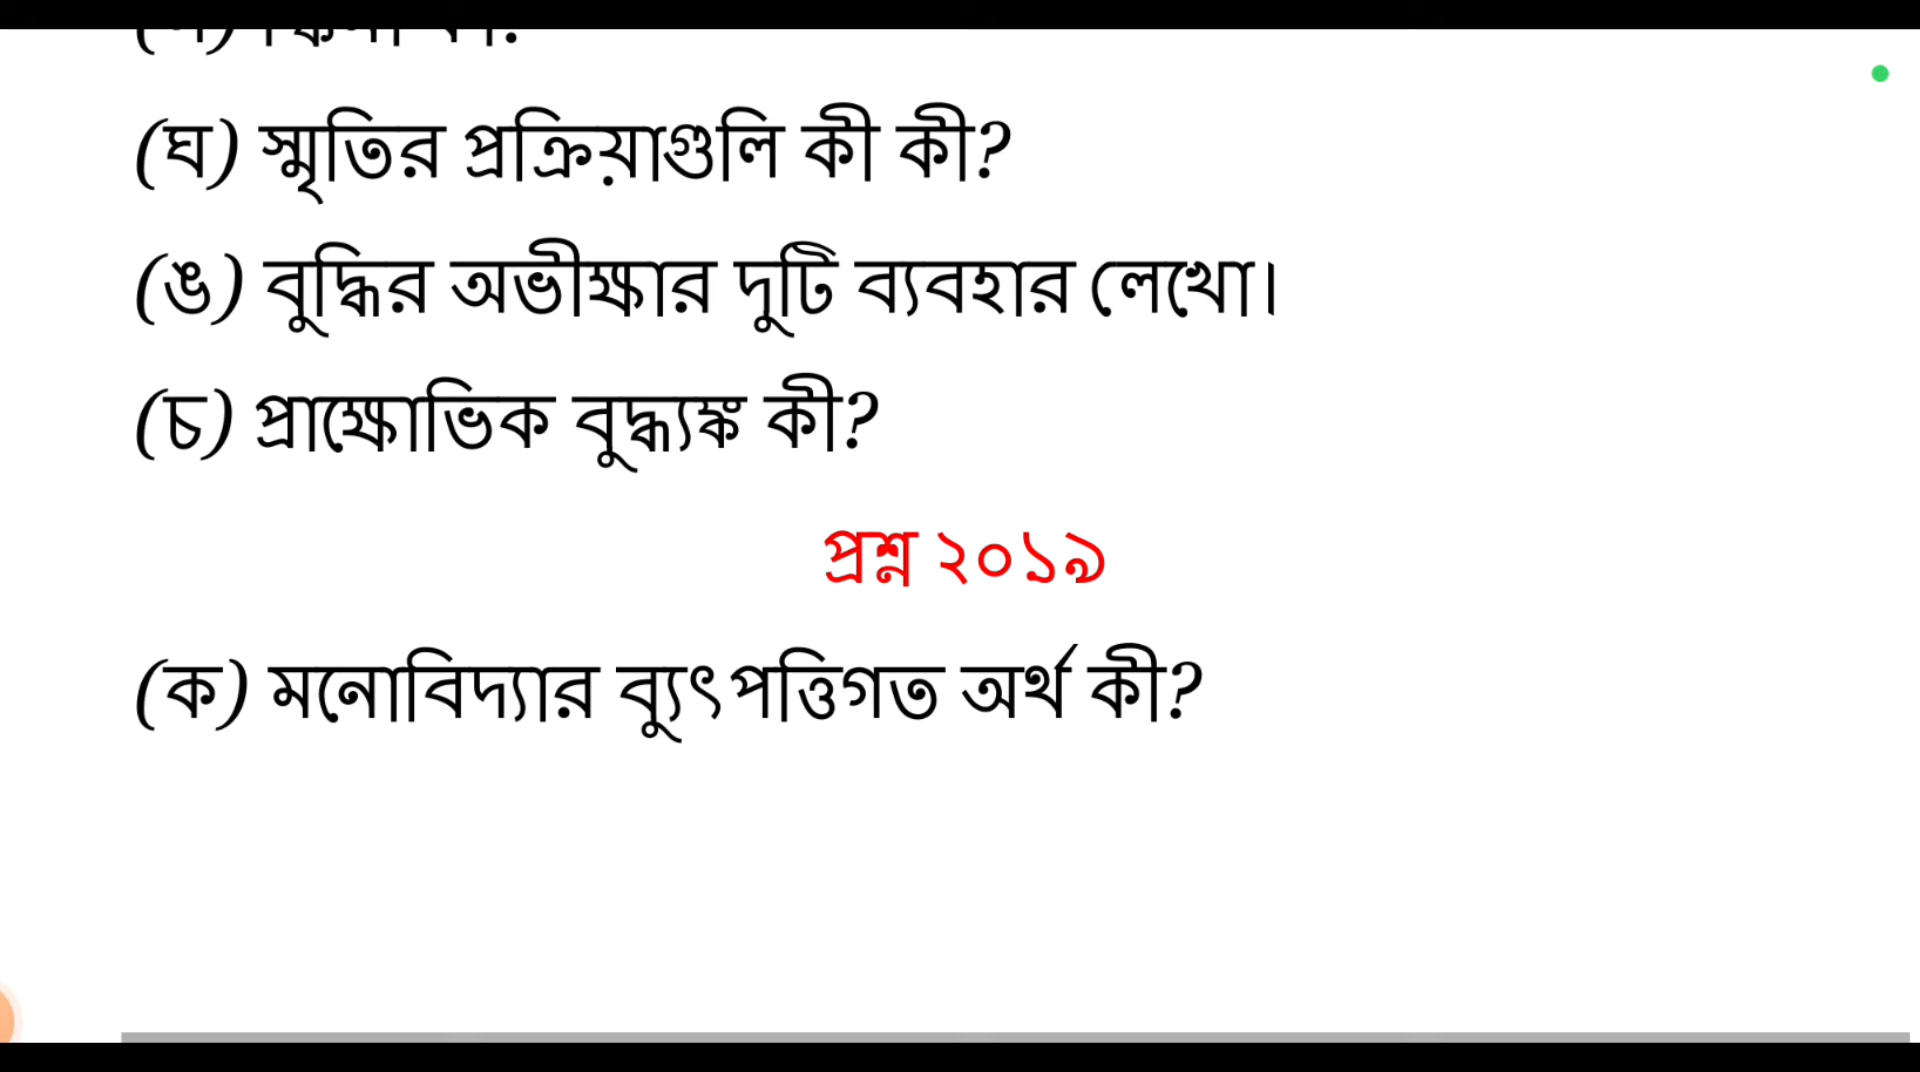 (ঘ) স্মৃতির প্রক্রিয়াগুলি কী কী?
(ঙ) বুদ্ধির অভীক্ষার দুটি ব্যবহার লেখো।
(চ) প্রাক্ষোভিক বুদ্ধ্যঙ্ক কী?
প্রশ্ন ২০১৯
(ক) মনোবিদ্যার ব্যুৎপত্তিগত অর্থ কী?